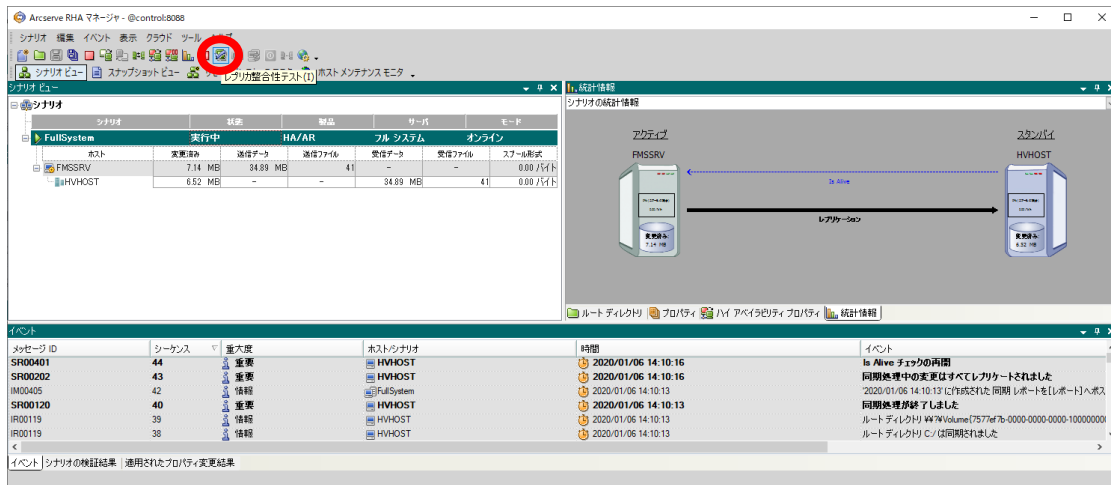 Arcserve RHA マネージャ - @control:8088
シナリオ 編集 イベント 表示 クラウド ツール
シナリオ ビュー スナップショット ビュー ホスト メンテナンス モニタ
レプリカ整合性テスト(I)
シナリオ ビュー
シナリオ
シナリオ 状態 製品 サーバ モード
FullSystem 実行中 HA/AR フル システム オンライン
ホスト 変更済み 送信データ 送信ファイル 受信データ 受信ファイル スプール形式
FMSSRV 7.14 MB 34.89 MB 41 - - 0.00 バイト
HVHOST 6.52 MB - - 34.89 MB 41 0.00 バイト
統計情報
シナリオの統計情報
アクティブ スタンバイ
FMSSRV HVHOST
Is Alive
レプリケーション
変更済み: 変更済み:
7.14 MB 6.52 MB
ルート ディレクトリ プロパティ ハイ アベイラビリティ プロパティ 統計情報
イベント
メッセージ ID シーケンス 重大度 ホスト/シナリオ 時間 イベント
SR00401 44 重要 HVHOST 2020/01/06 14:10:16 Is Alive チェックの再開
SR00202 43 重要 HVHOST 2020/01/06 14:10:16 同期処理中の変更はすべてレプリケートされました
IM00405 42 情報 FullSystem 2020/01/06 14:10:13 '2020/01/06 14:10:13'に作成された 同期 レポートを[レポート]へポス
SR00120 40 重要 HVHOST 2020/01/06 14:10:13 同期処理が終了しました
IR00119 39 情報 HVHOST 2020/01/06 14:10:13 ルート ディレクトリ ¥¥?¥Volume{7577ef7b-0000-0000-0000-10000000
IR00119 38 情報 HVHOST 2020/01/06 14:10:13 ルート ディレクトリ C:/ は同期されました
イベント シナリオの検証結果 適用されたプロパティ変更結果